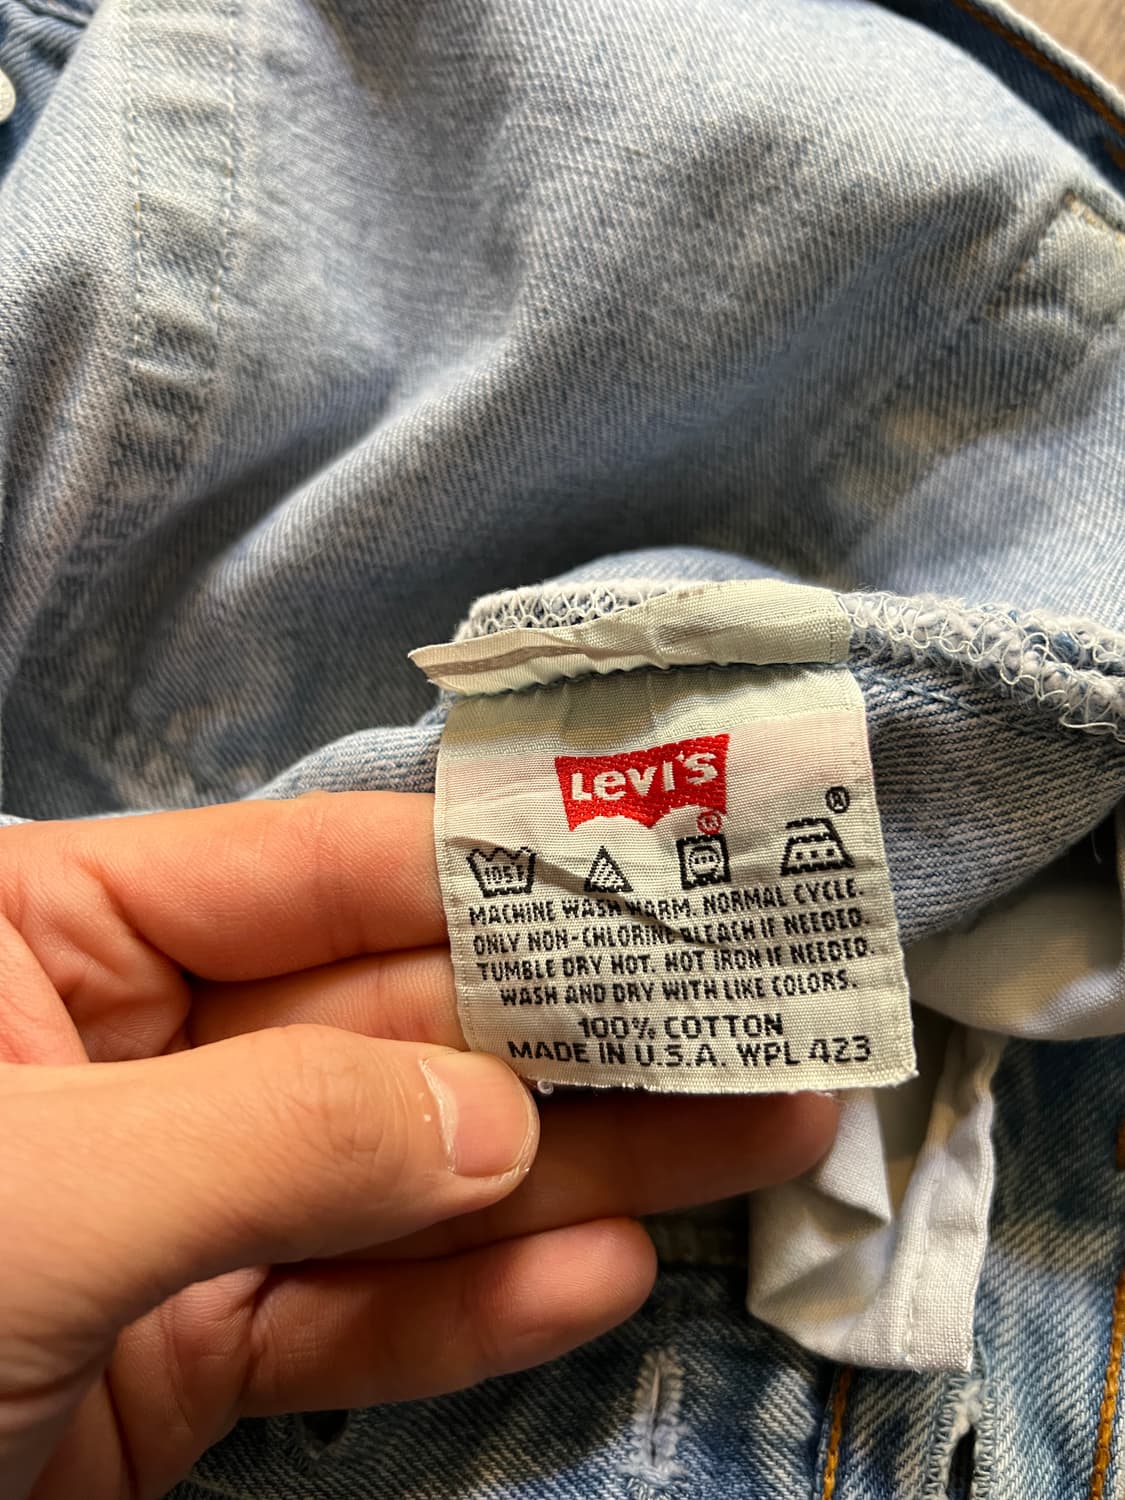 Levi's
®
®
105F
MACHINE WASH WARM. NORMAL CYCLE.
ONLY NON-CHLORINE BLEACH IF NEEDED.
TUMBLE DRY HOT. HOT IRON IF NEEDED.
WASH AND DRY WITH LIKE COLORS.
100% COTTON
MADE IN U.S.A. WPL 423